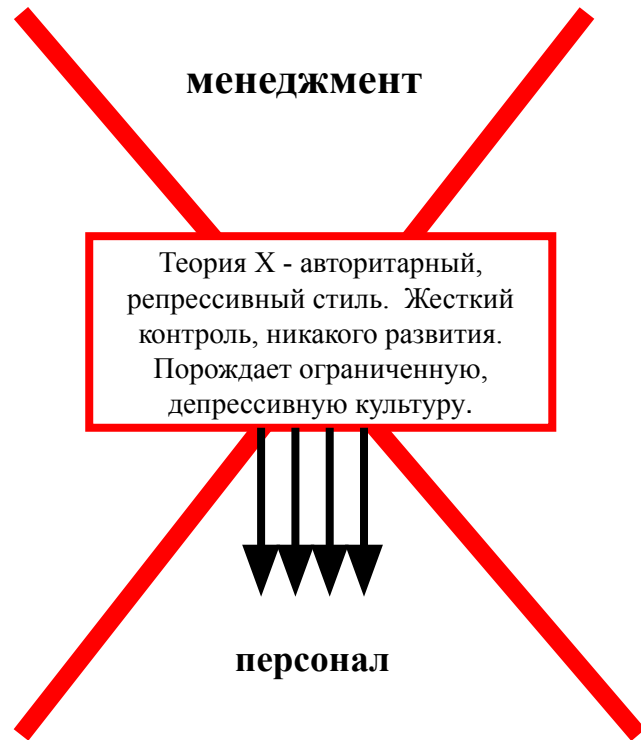 менеджмент
Теория X - авторитарный,
репрессивный стиль. Жесткий
контроль, никакого развития.
Порождает ограниченную,
депрессивную культуру.
персонал